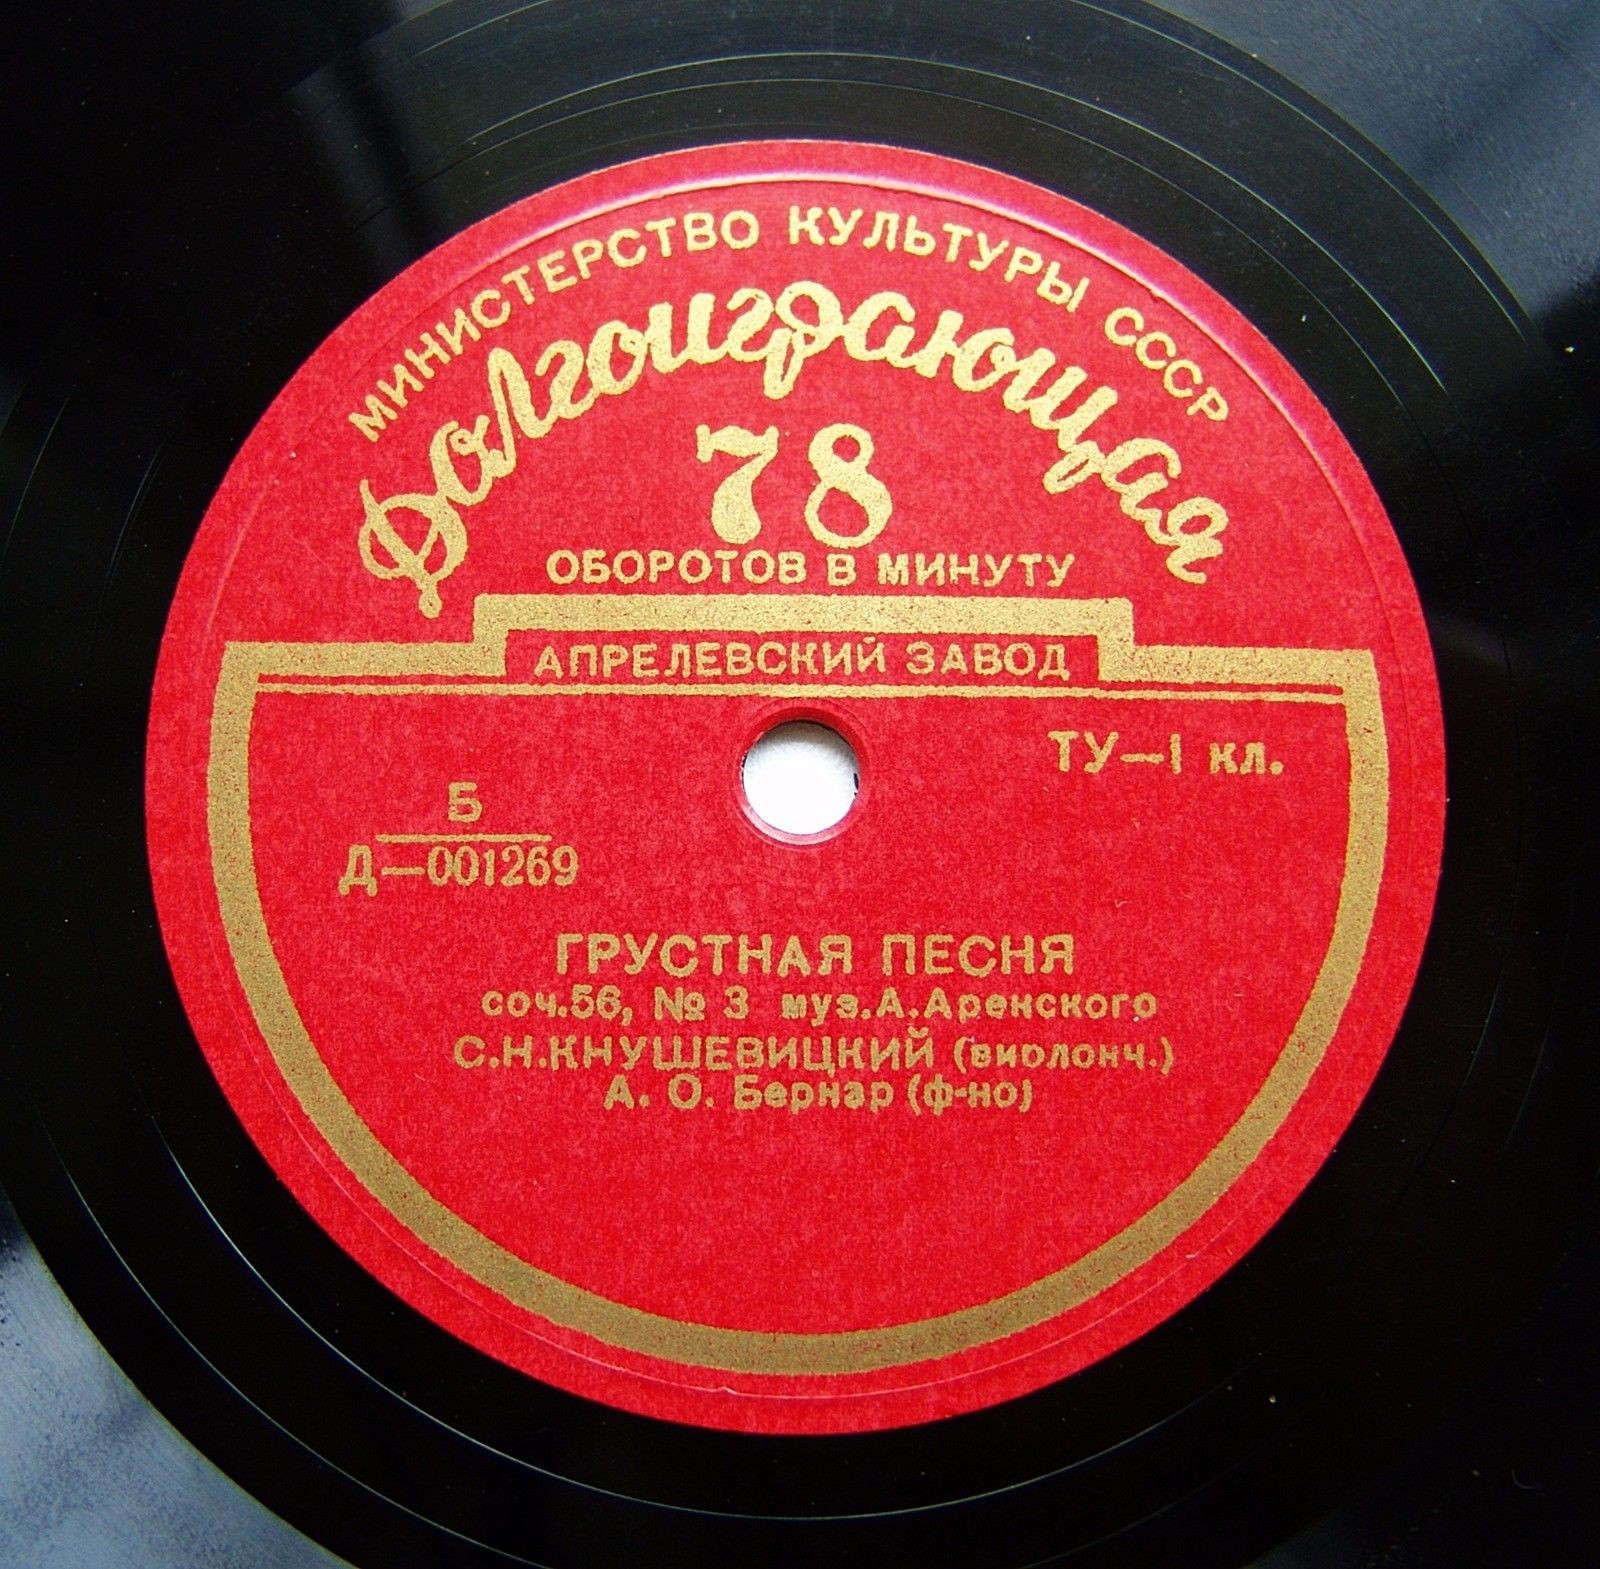 МИНИСТЕРСТВО КУЛЬТУРЫ СССР
Долгоиграющая
78
ОБОРОТОВ В МИНУТУ
АПРЕЛЕВСКИЙ ЗАВОД
ТУ—1 кл.
Б
Д—001269
ГРУСТНАЯ ПЕСНЯ
соч.56, № 3 муз.А.Аренского
С.Н.КНУШЕВИЦКИЙ (виолонч.)
А. О. Бернар (ф-но)